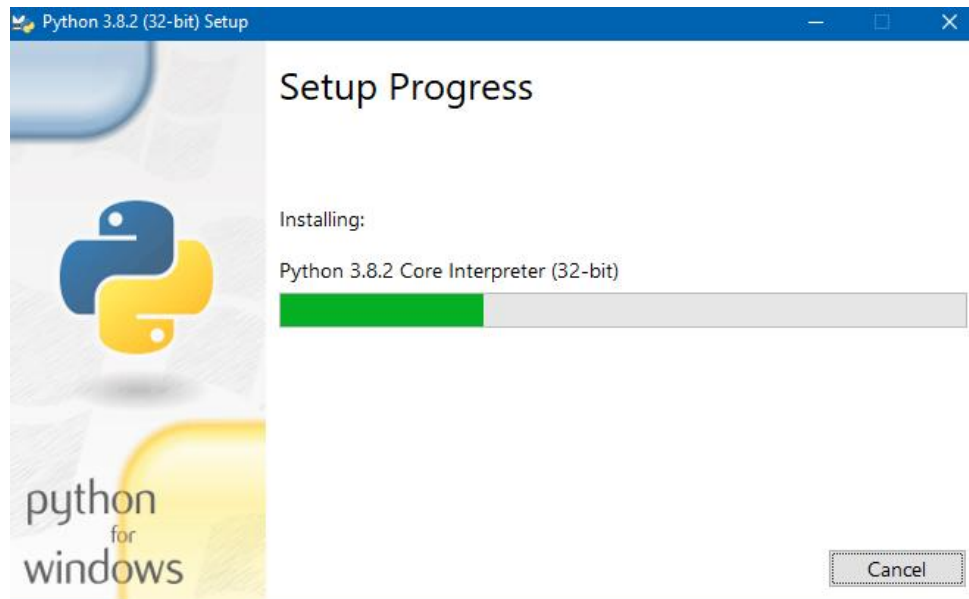 Python 3.8.2 (32-bit) Setup
Setup Progress
Installing:
Python 3.8.2 Core Interpreter (32-bit)
python
for
windows
Cancel